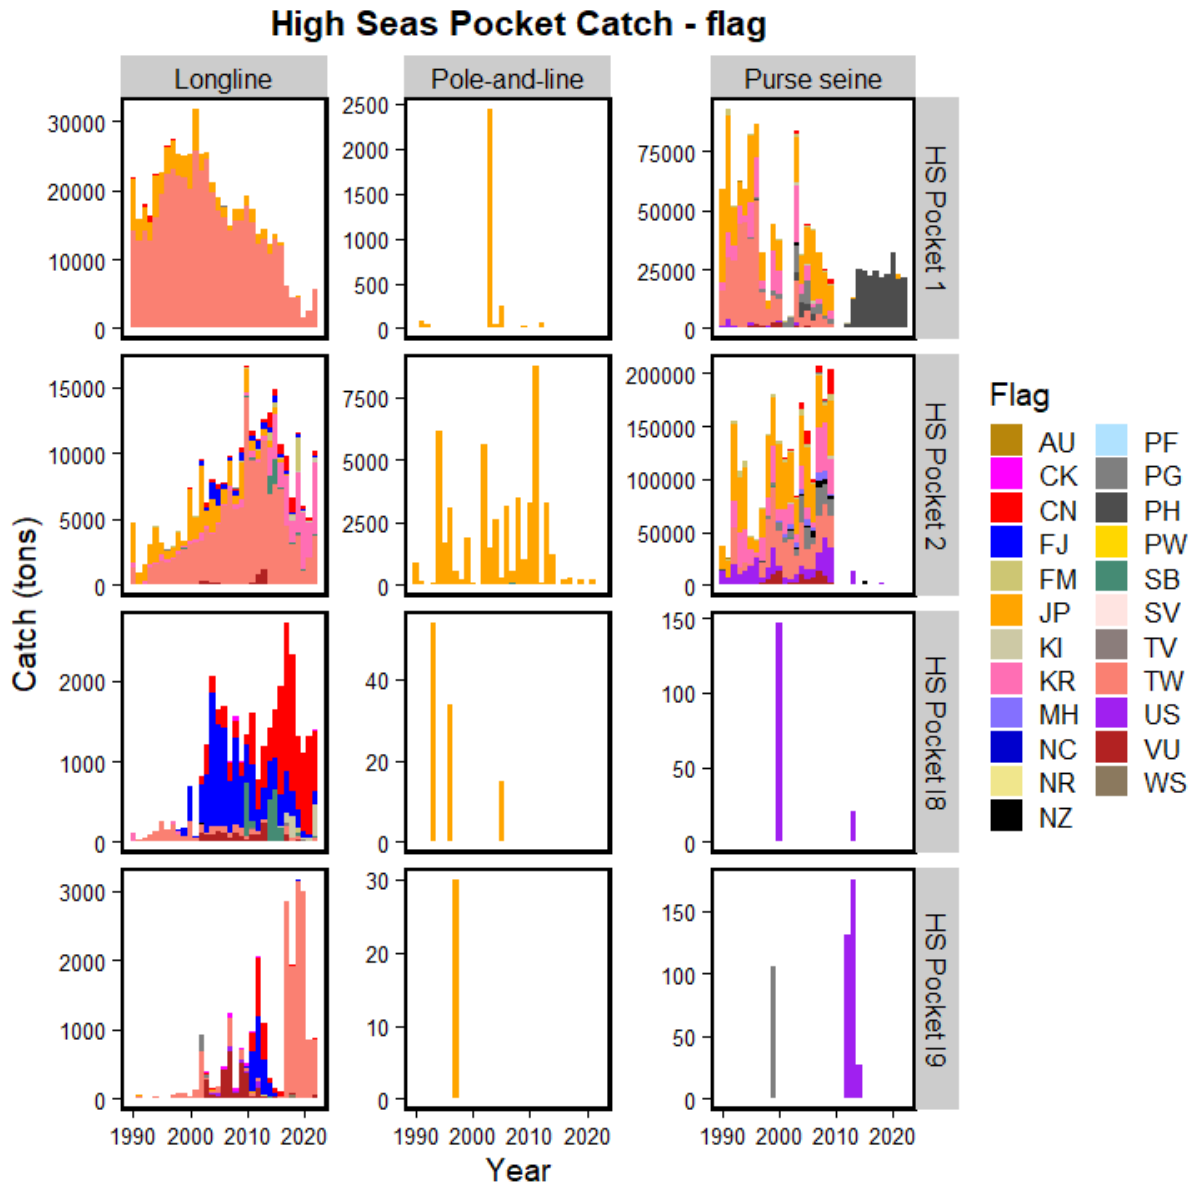 High Seas Pocket Catch - flag
Longline
Pole-and-line
Purse seine
30000
20000
10000
0
2500
2000
1500
1000
500
0
75000
50000
25000
0
HS Pocket 1
15000
10000
5000
0
7500
5000
2500
0
200000
150000
100000
50000
0
HS Pocket 2
2000
1000
0
40
20
0
150
100
50
0
HS Pocket I8
3000
2000
1000
0
30
20
10
0
150
100
50
0
HS Pocket I9
1990 2000 2010 2020
1990 2000 2010 2020
1990 2000 2010 2020
Year
Catch (tons)
Flag
AU
CK
CN
FJ
FM
JP
KI
KR
MH
NC
NR
NZ
PF
PG
PH
PW
SB
SV
TV
TW
US
VU
WS